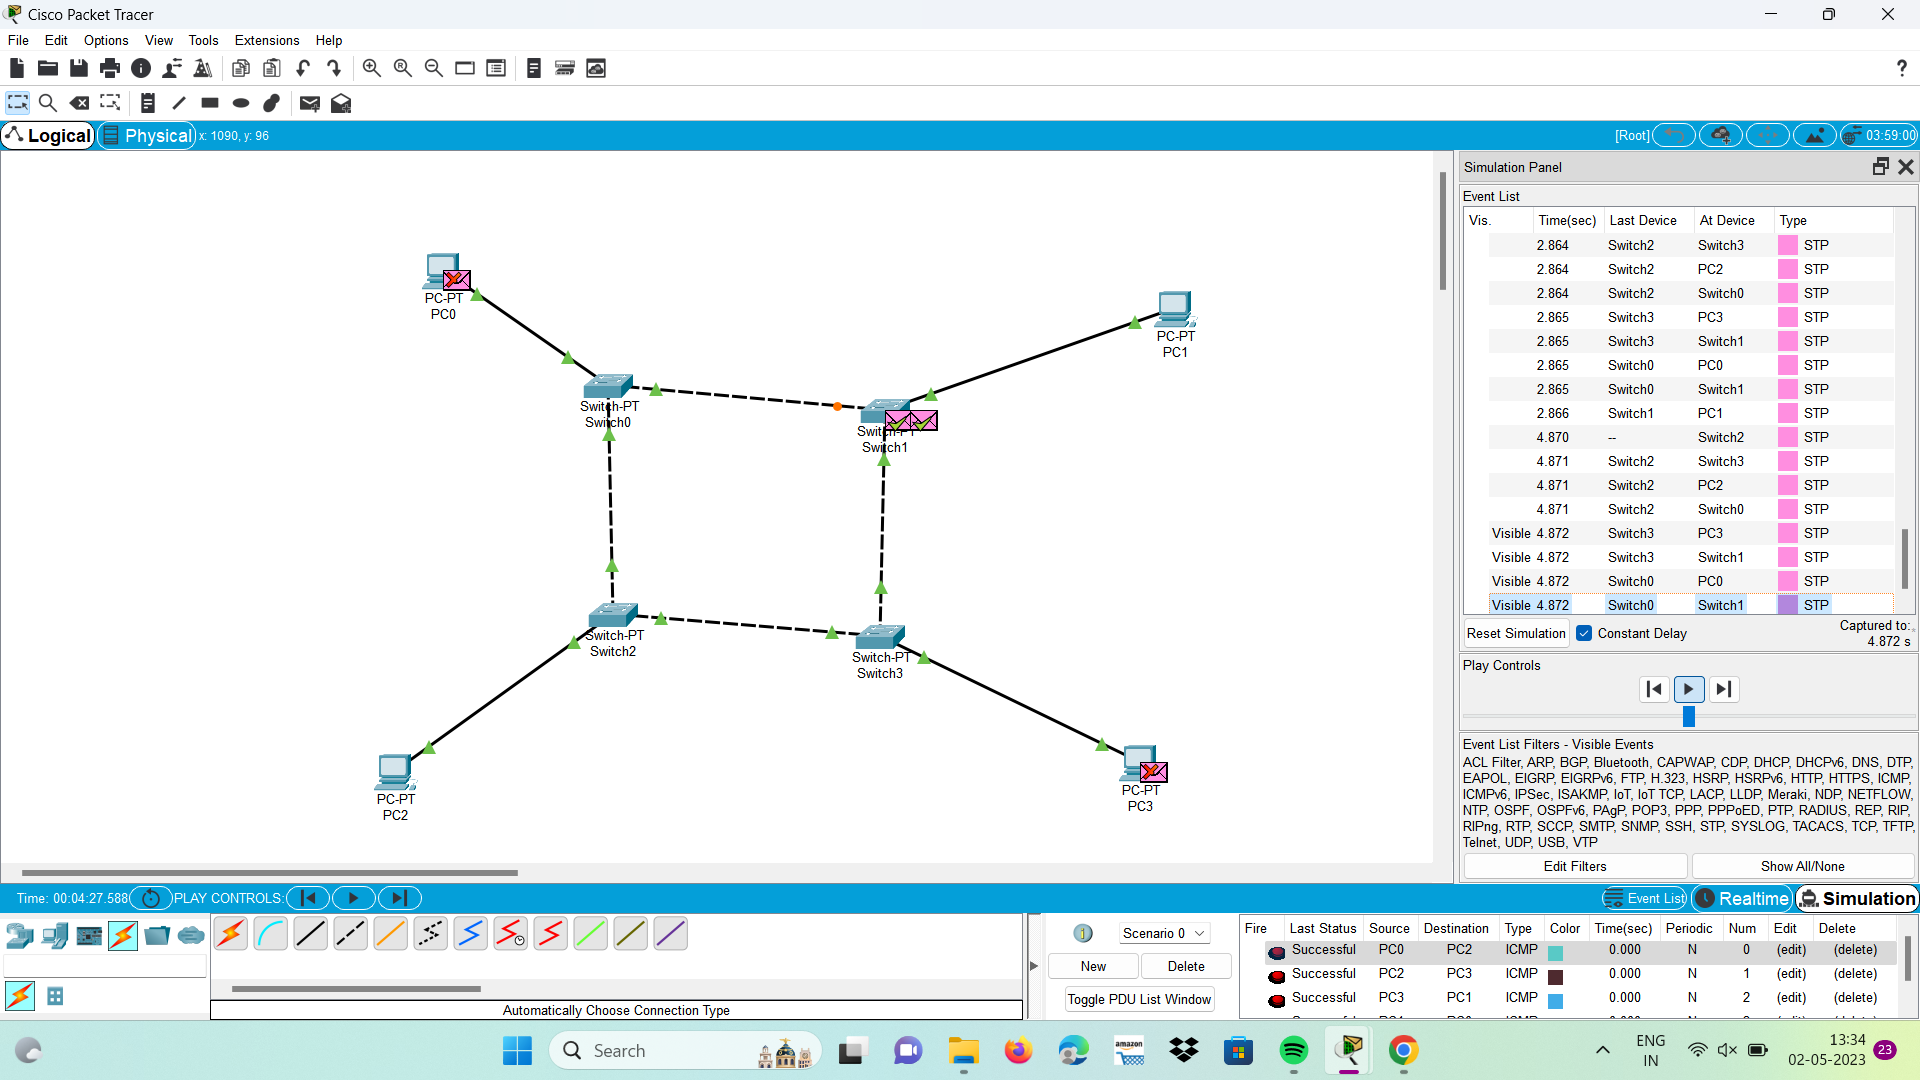 Cisco Packet Tracer
File Edit Options View Tools Extensions Help
?
Logical Physical x: 1090, y: 96 [Root] 03:59:00
Simulation Panel
Event List
Vis. Time(sec) Last Device At Device Type
2.864 Switch2 Switch3 STP
2.864 Switch2 PC2 STP
2.864 Switch2 Switch0 STP
2.865 Switch3 PC3 STP
2.865 Switch3 Switch1 STP
2.865 Switch0 PC0 STP
2.865 Switch0 Switch1 STP
2.866 Switch1 PC1 STP
4.870 -- Switch2 STP
4.871 Switch2 Switch3 STP
4.871 Switch2 PC2 STP
4.871 Switch2 Switch0 STP
Visible 4.872 Switch3 PC3 STP
Visible 4.872 Switch3 Switch1 STP
Visible 4.872 Switch0 PC0 STP
Visible 4.872 Switch0 Switch1 STP
Reset Simulation Constant Delay Captured to:
4.872 s
Play Controls
Event List Filters - Visible Events
ACL Filter, ARP, BGP, Bluetooth, CAPWAP, CDP, DHCP, DHCPv6, DNS, DTP,
EAPOL, EIGRP, EIGRPv6, FTP, H.323, HSRP, HSRPv6, HTTP, HTTPS, ICMP,
ICMPv6, IPSec, ISAKMP, IoT, IoT TCP, LACP, LLDP, Meraki, NDP, NETFLOW,
NTP, OSPF, OSPFv6, PAgP, POP3, PPP, PPPoED, PTP, RADIUS, REP, RIP,
RIPng, RTP, SCCP, SMTP, SNMP, SSH, STP, SYSLOG, TACACS, TCP, TFTP,
Telnet, UDP, USB, VTP
Edit Filters Show All/None
PC-PT
PC0
PC-PT
PC1
Switch-PT
Switch0
Switch-PT
Switch1
Switch-PT
Switch2
Switch-PT
Switch3
PC-PT
PC2
PC-PT
PC3
Time: 00:04:27.588 PLAY CONTROLS: Event List Realtime Simulation
Automatically Choose Connection Type
Scenario 0
New Delete
Toggle PDU List Window
Fire Last Status Source Destination Type Color Time(sec) Periodic Num Edit Delete
Successful PC0 PC2 ICMP 0.000 N 0 (edit) (delete)
Successful PC2 PC3 ICMP 0.000 N 1 (edit) (delete)
Successful PC3 PC1 ICMP 0.000 N 2 (edit) (delete)
Search
amazon
ENG
IN
13:34
02-05-2023
23